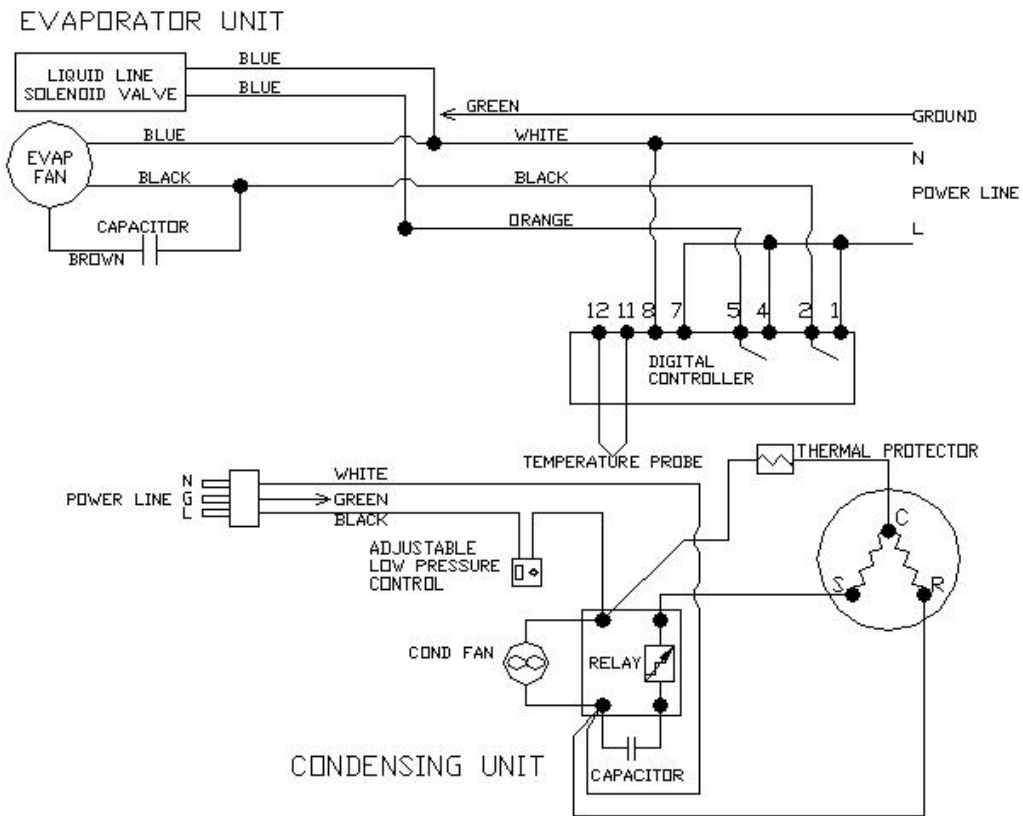 EVAPORATOR UNIT
LIQUID LINE
SOLENOID VALVE
BLUE
BLUE
GREEN
GROUND
EVAP
FAN
BLUE
WHITE
N
BLACK
BLACK
POWER LINE
CAPACITOR
ORANGE
L
BROWN
12 11 8 7 5 4 2 1
DIGITAL
CONTROLLER
TEMPERATURE PROBE
THERMAL PROTECTOR
WHITE
N
POWER LINE G
GREEN
L
BLACK
C
ADJUSTABLE
LOW PRESSURE
CONTROL
S
R
COND FAN
RELAY
CONDENSING UNIT
CAPACITOR